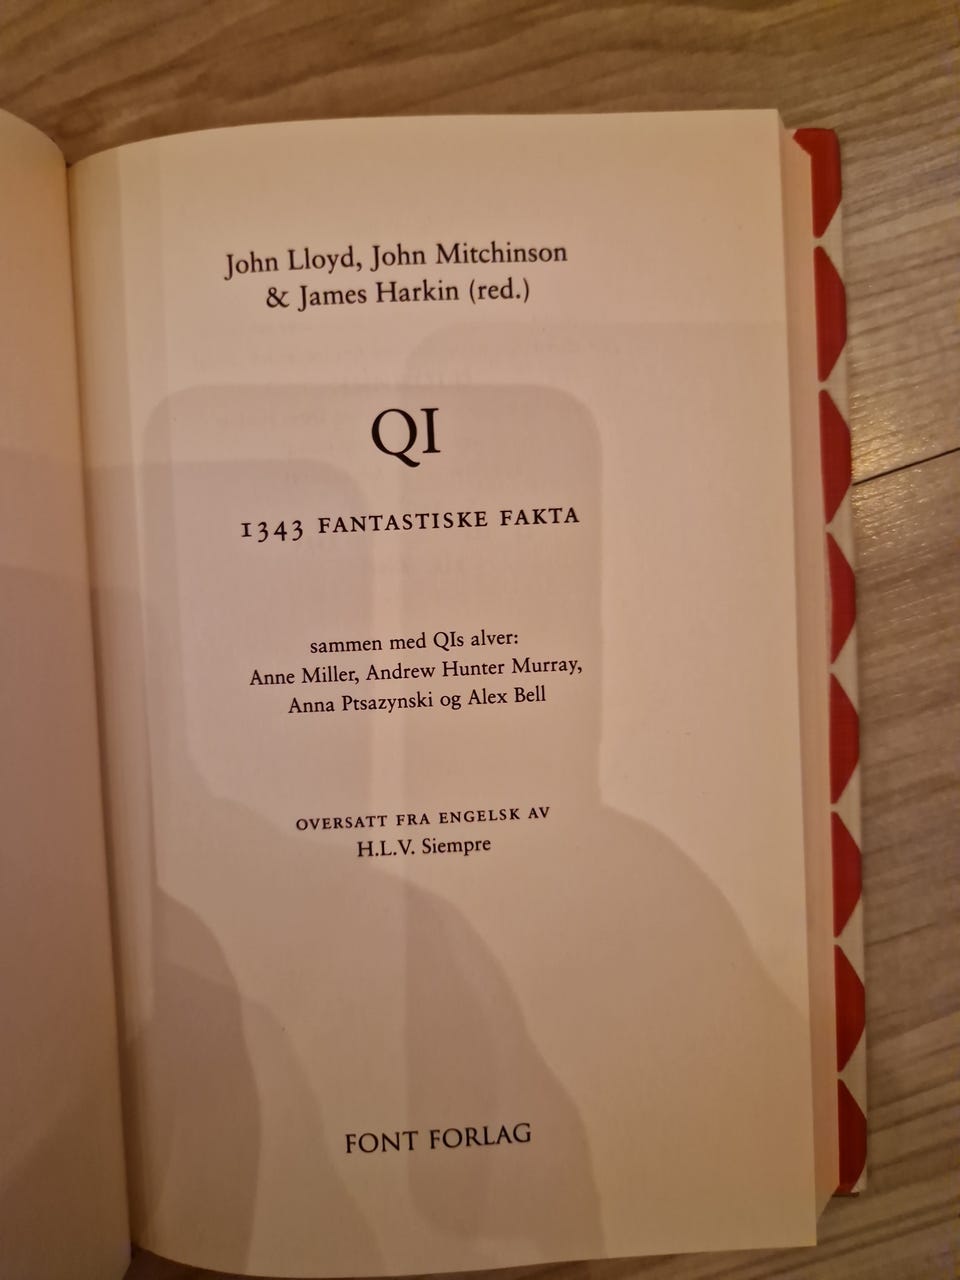 John Lloyd, John Mitchinson
& James Harkin (red.)
QI
1343 FANTASTISKE FAKTA
sammen med QIs alver:
Anne Miller, Andrew Hunter Murray,
Anna Ptsazynski og Alex Bell
OVERSATT FRA ENGELSK AV
H.L.V. Siempre
FONT FORLAG